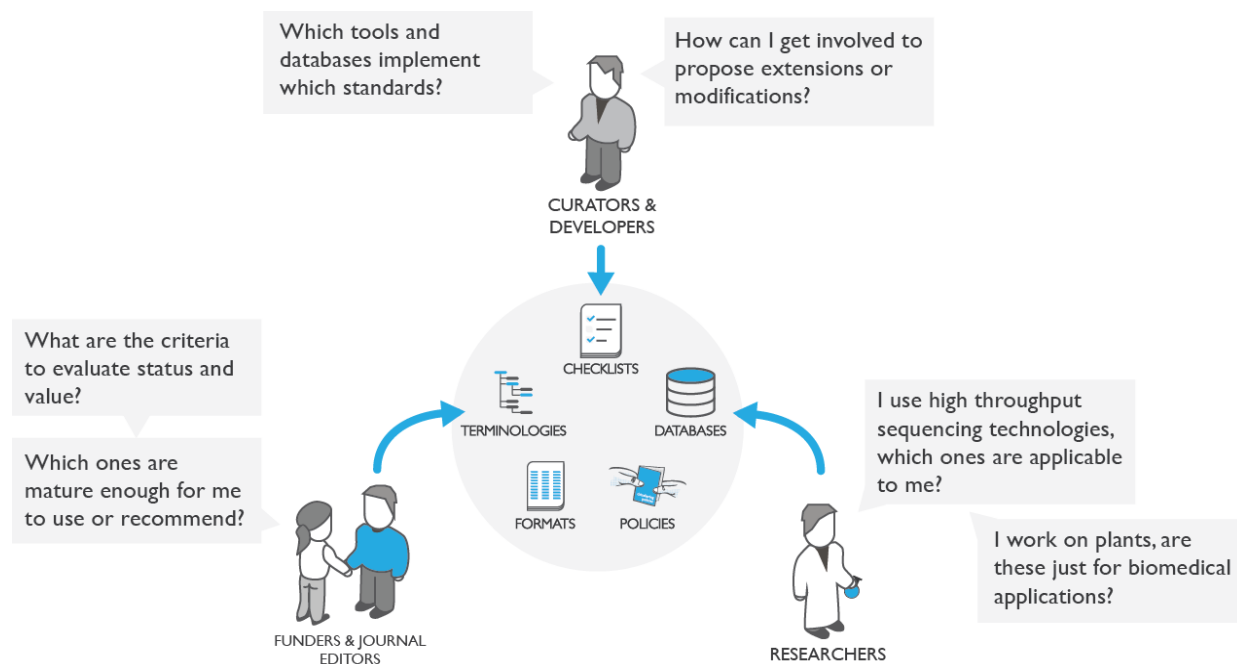 Which tools and
databases implement
which standards?
How can I get involved to
propose extensions or
modifications?
CURATORS &
DEVELOPERS
What are the criteria
to evaluate status and
value?
Which ones are
mature enough for me
to use or recommend?
FUNDERS & JOURNAL
EDITORS
CHECKLISTS
TERMINOLOGIES
DATABASES
FORMATS
POLICIES
I use high throughput
sequencing technologies,
which ones are applicable
to me?
I work on plants, are
these just for biomedical
applications?
RESEARCHERS